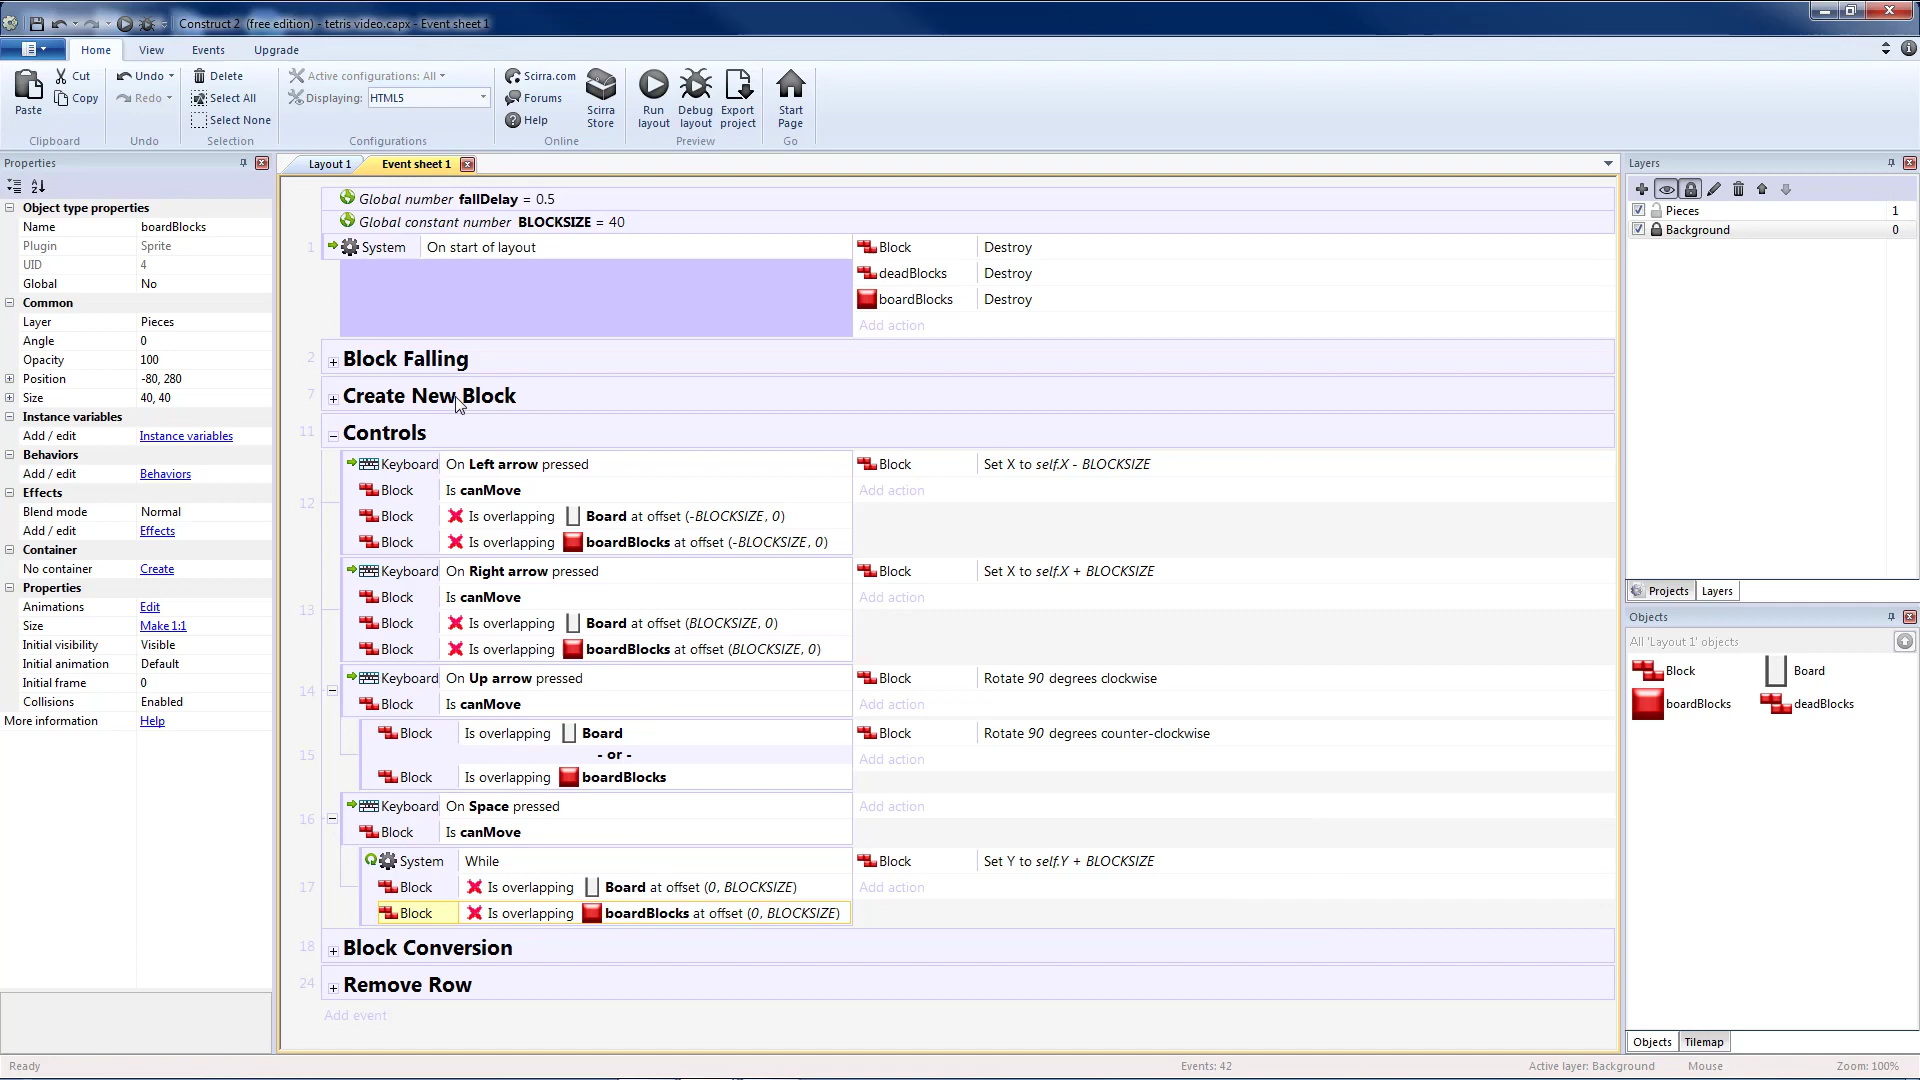 Construct 2 (free edition) - tetris video.capx - Event sheet 1
Home View Events Upgrade
Paste Cut Copy Clipboard
Undo Redo Undo
Delete Select All Select None Selection
Active configurations: All
Displaying: HTML5
Configurations
Scirra.com Forums Help Scirra Store Online
Run layout Debug layout Export project Preview
Start Page Go
Properties
Object type properties
Name boardBlocks
Plugin Sprite
UID 4
Global No
Common
Layer Pieces
Angle 0
Opacity 100
Position -80, 280
Size 40, 40
Instance variables
Add / edit Instance variables
Behaviors
Add / edit Behaviors
Effects
Blend mode Normal
Add / edit Effects
Container
No container Create
Properties
Animations Edit
Size Make 1:1
Initial visibility Visible
Initial animation Default
Initial frame 0
Collisions Enabled
More information Help
Layout 1 Event sheet 1
Global number fallDelay = 0.5
Global constant number BLOCKSIZE = 40
1 System On start of layout Block Destroy
deadBlocks Destroy
boardBlocks Destroy
Add action
2 Block Falling
7 Create New Block
11 Controls
Keyboard On Left arrow pressed Block Set X to self.X - BLOCKSIZE
Block Is canMove Add action
12
Block Is overlapping Board at offset (-BLOCKSIZE, 0)
Block Is overlapping boardBlocks at offset (-BLOCKSIZE, 0)
Keyboard On Right arrow pressed Block Set X to self.X + BLOCKSIZE
Block Is canMove Add action
13
Block Is overlapping Board at offset (BLOCKSIZE, 0)
Block Is overlapping boardBlocks at offset (BLOCKSIZE, 0)
Keyboard On Up arrow pressed Block Rotate 90 degrees clockwise
14
Block Is canMove Add action
Block Is overlapping Board Block Rotate 90 degrees counter-clockwise
15 - or - Add action
Block Is overlapping boardBlocks
Keyboard On Space pressed Add action
16
Block Is canMove
System While Block Set Y to self.Y + BLOCKSIZE
17 Block Is overlapping Board at offset (0, BLOCKSIZE) Add action
Block Is overlapping boardBlocks at offset (0, BLOCKSIZE)
18 Block Conversion
24 Remove Row
Add event
Layers
Pieces 1
Background 0
Projects Layers
Objects
All 'Layout 1' objects
Block Board
boardBlocks deadBlocks
Objects Tilemap
Ready Events: 42 Active layer: Background Mouse Zoom: 100%